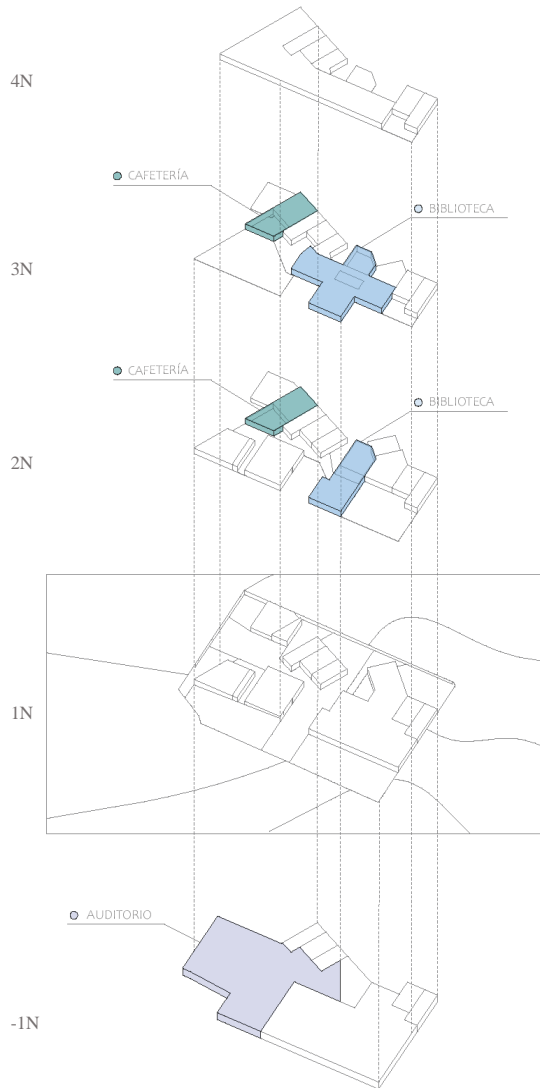 4N
CAFETERÍA
BIBLIOTECA
3N
CAFETERÍA
BIBLIOTECA
2N
1N
AUDITORIO
-1N